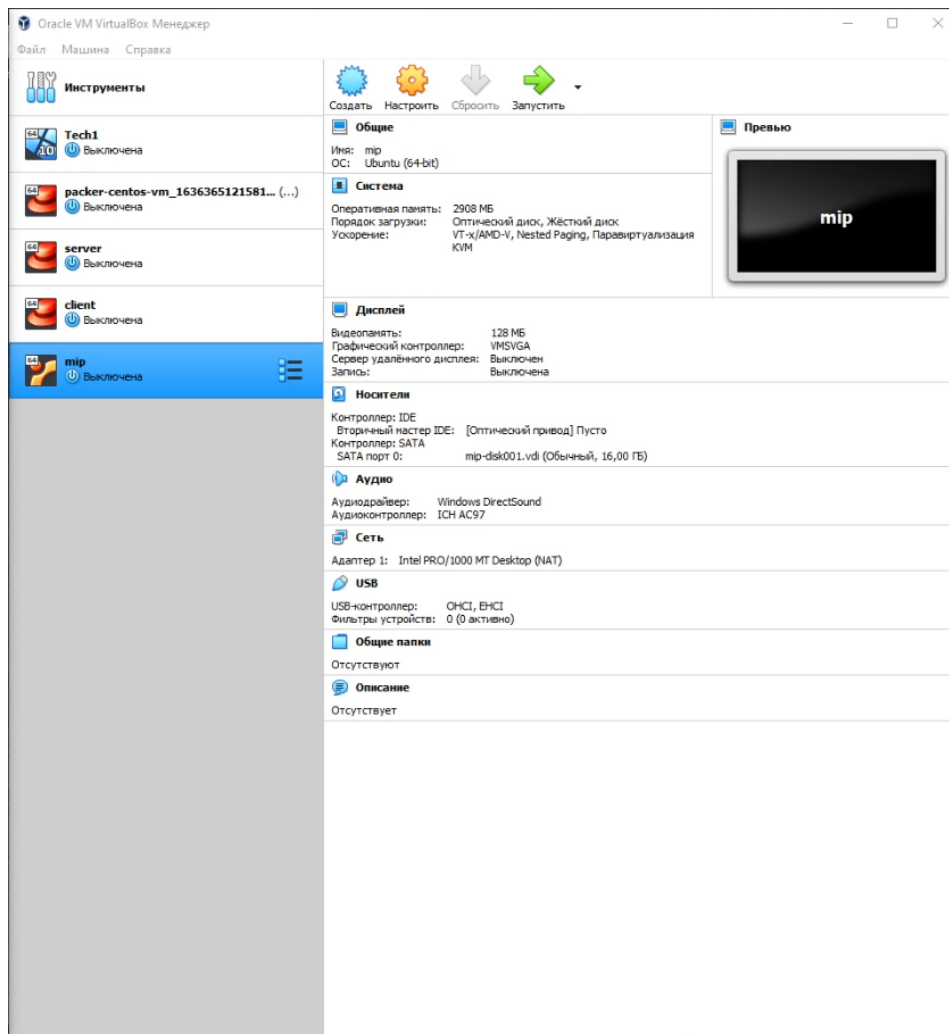 Oracle VM VirtualBox Менеджер
Файл Машина Справка
Инструменты
64
Tech1
10
Выключена
64
packer-centos-vm_1636365121581... (...)
Выключена
64
server
Выключена
64
client
Выключена
64
mip
Выключена
Создать Настроить Сбросить Запустить
Общие
Имя: mip
ОС: Ubuntu (64-bit)
Превью
mip
Система
Оперативная память: 2908 МБ
Порядок загрузки: Оптический диск, Жёсткий диск
Ускорение: VT-x/AMD-V, Nested Paging, Паравиртуализация
KVM
Дисплей
Видеопамять: 128 МБ
Графический контроллер: VMSVGA
Сервер удалённого дисплея: Выключен
Запись: Выключена
Носители
Контроллер: IDE
Вторичный мастер IDE: [Оптический привод] Пусто
Контроллер: SATA
SATA порт 0: mip-disk001.vdi (Обычный, 16,00 ГБ)
Аудио
Аудиодрайвер: Windows DirectSound
Аудиоконтроллер: ICH AC97
Сеть
Адаптер 1: Intel PRO/1000 MT Desktop (NAT)
USB
USB-контроллер: OHCI, EHCI
Фильтры устройств: 0 (0 активно)
Общие папки
Отсутствуют
Описание
Отсутствует